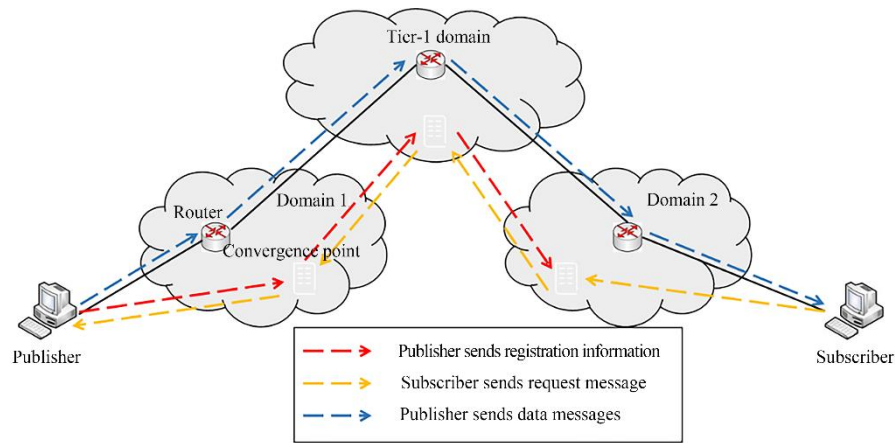 Tier-1 domain
Router
Domain 1
Domain 2
Convergence point
Publisher
Subscriber
Publisher sends registration information
Subscriber sends request message
Publisher sends data messages